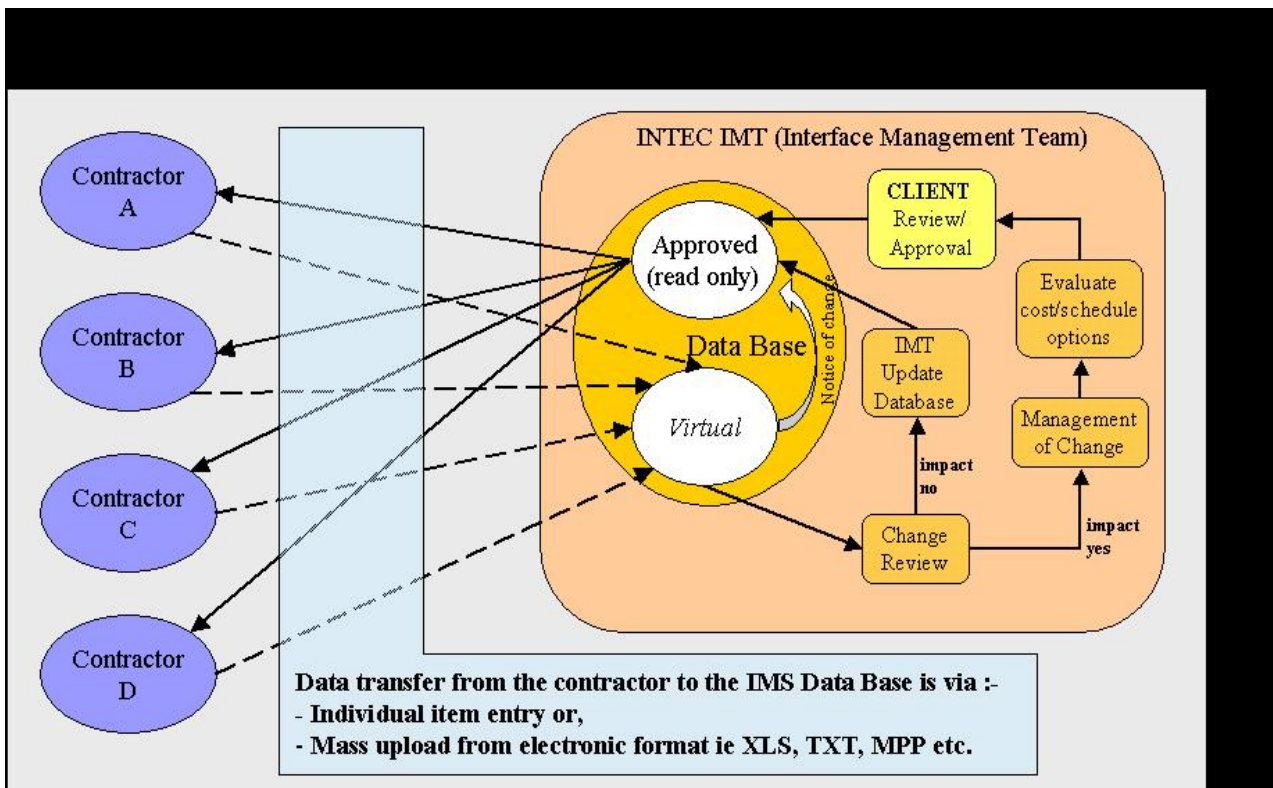 Contractor
A
Contractor
B
Contractor
C
Contractor
D
INTEC IMT (Interface Management Team)
Approved
(read only)
Data Base
Virtual
Notice of change
CLIENT
Review/
Approval
Evaluate
cost/schedule
options
IMT
Update
Database
Management
of Change
impact
no
impact
yes
Change
Review
Data transfer from the contractor to the IMS Data Base is via :-
- Individual item entry or,
- Mass upload from electronic format ie XLS, TXT, MPP etc.